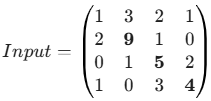 Input = 
1 3 2 1
2 9 1 0
0 1 5 2
1 0 3 4